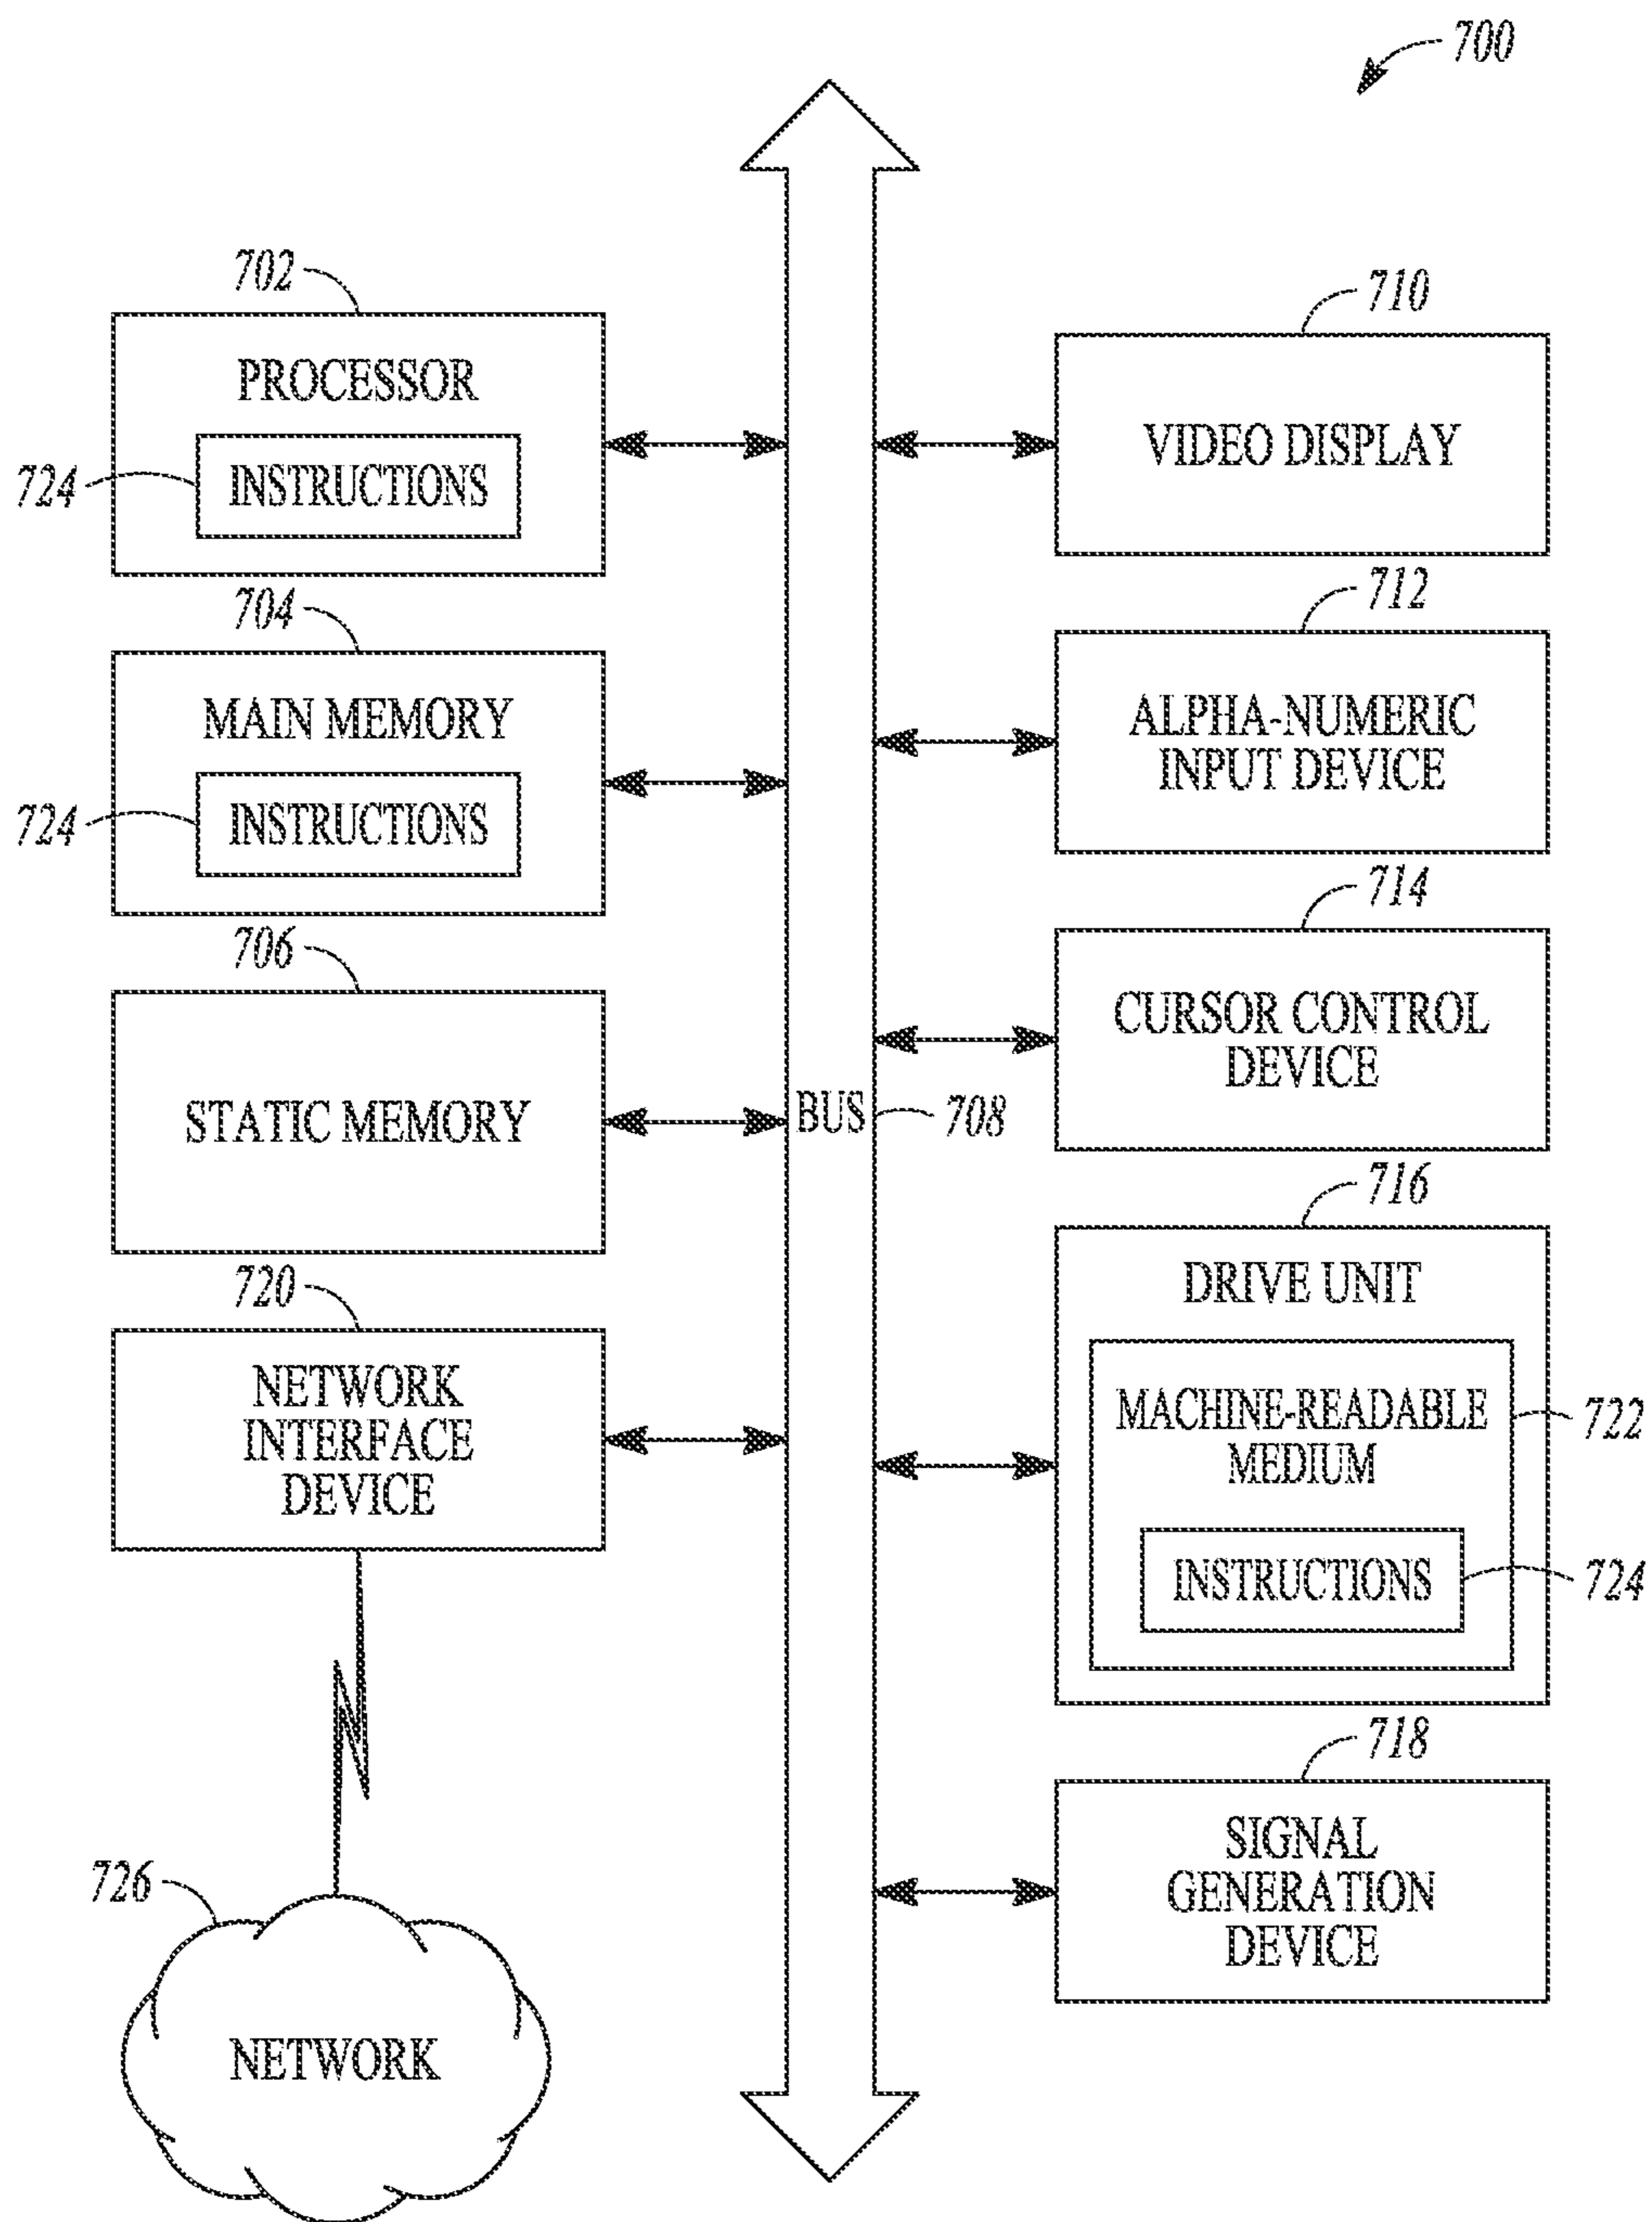 700
702
PROCESSOR
724
INSTRUCTIONS
704
MAIN MEMORY
724
INSTRUCTIONS
706
STATIC MEMORY
720
NETWORK
INTERFACE
DEVICE
726
NETWORK
BUS
708
710
VIDEO DISPLAY
712
ALPHA-NUMERIC
INPUT DEVICE
714
CURSOR CONTROL
DEVICE
716
DRIVE UNIT
MACHINE-READABLE
MEDIUM
722
INSTRUCTIONS
724
718
SIGNAL
GENERATION
DEVICE